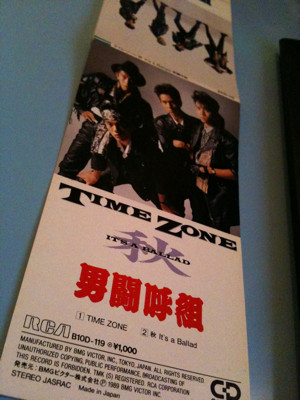 TIME ZONE
秋
IT'S A BALLAD
男闘呼組
1 TIME ZONE
2 秋 It's a Ballad
RCA B10D-119 ¥1,000
MANUFACTURED BY BMG VICTOR, INC., TOKYO, JAPAN. ALL RIGHTS RESERVED
UNAUTHORIZED COPYING, PUBLIC PERFORMANCE, BROADCASTING OF
THIS RECORD IS FORBIDDEN. TMK (S) REGISTERED. RCA CORPORATION
発売元:BMGビクター株式会社 Ⓟ 1989 BMG VICTOR INC.
STEREO JASRAC Made in Japan
CD